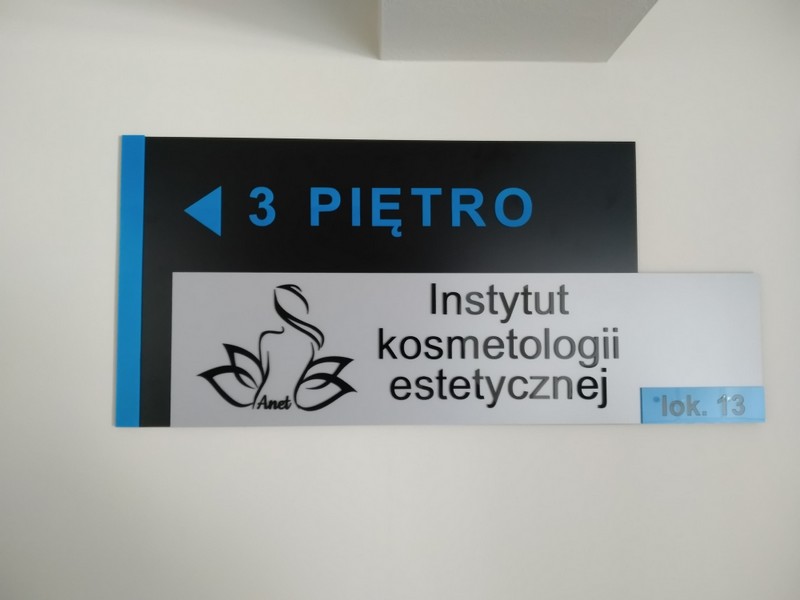 3 PIĘTRO
Instytut
kosmetologii
estetycznej
Anet
lok. 13